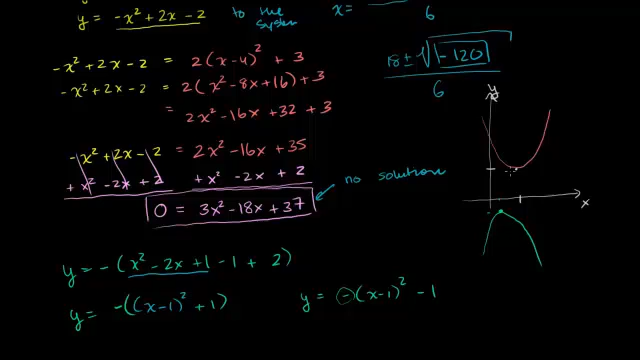 y = -x² + 2x - 2 to the system x =
6
-x² + 2x - 2 = 2(x-4)² + 3
-x² + 2x - 2 = 2(x² - 8x + 16) + 3
= 2x² - 16x + 32 + 3
18 ± √-120
6
-x² + 2x - 2 = 2x² - 16x + 35
+x² - 2x + 2 +x² - 2x + 2
0 = 3x² - 18x + 37
no solution
y
x
y = -(x² - 2x + 1 - 1 + 2)
y = -((x-1)² + 1)
y = -(x-1)² - 1